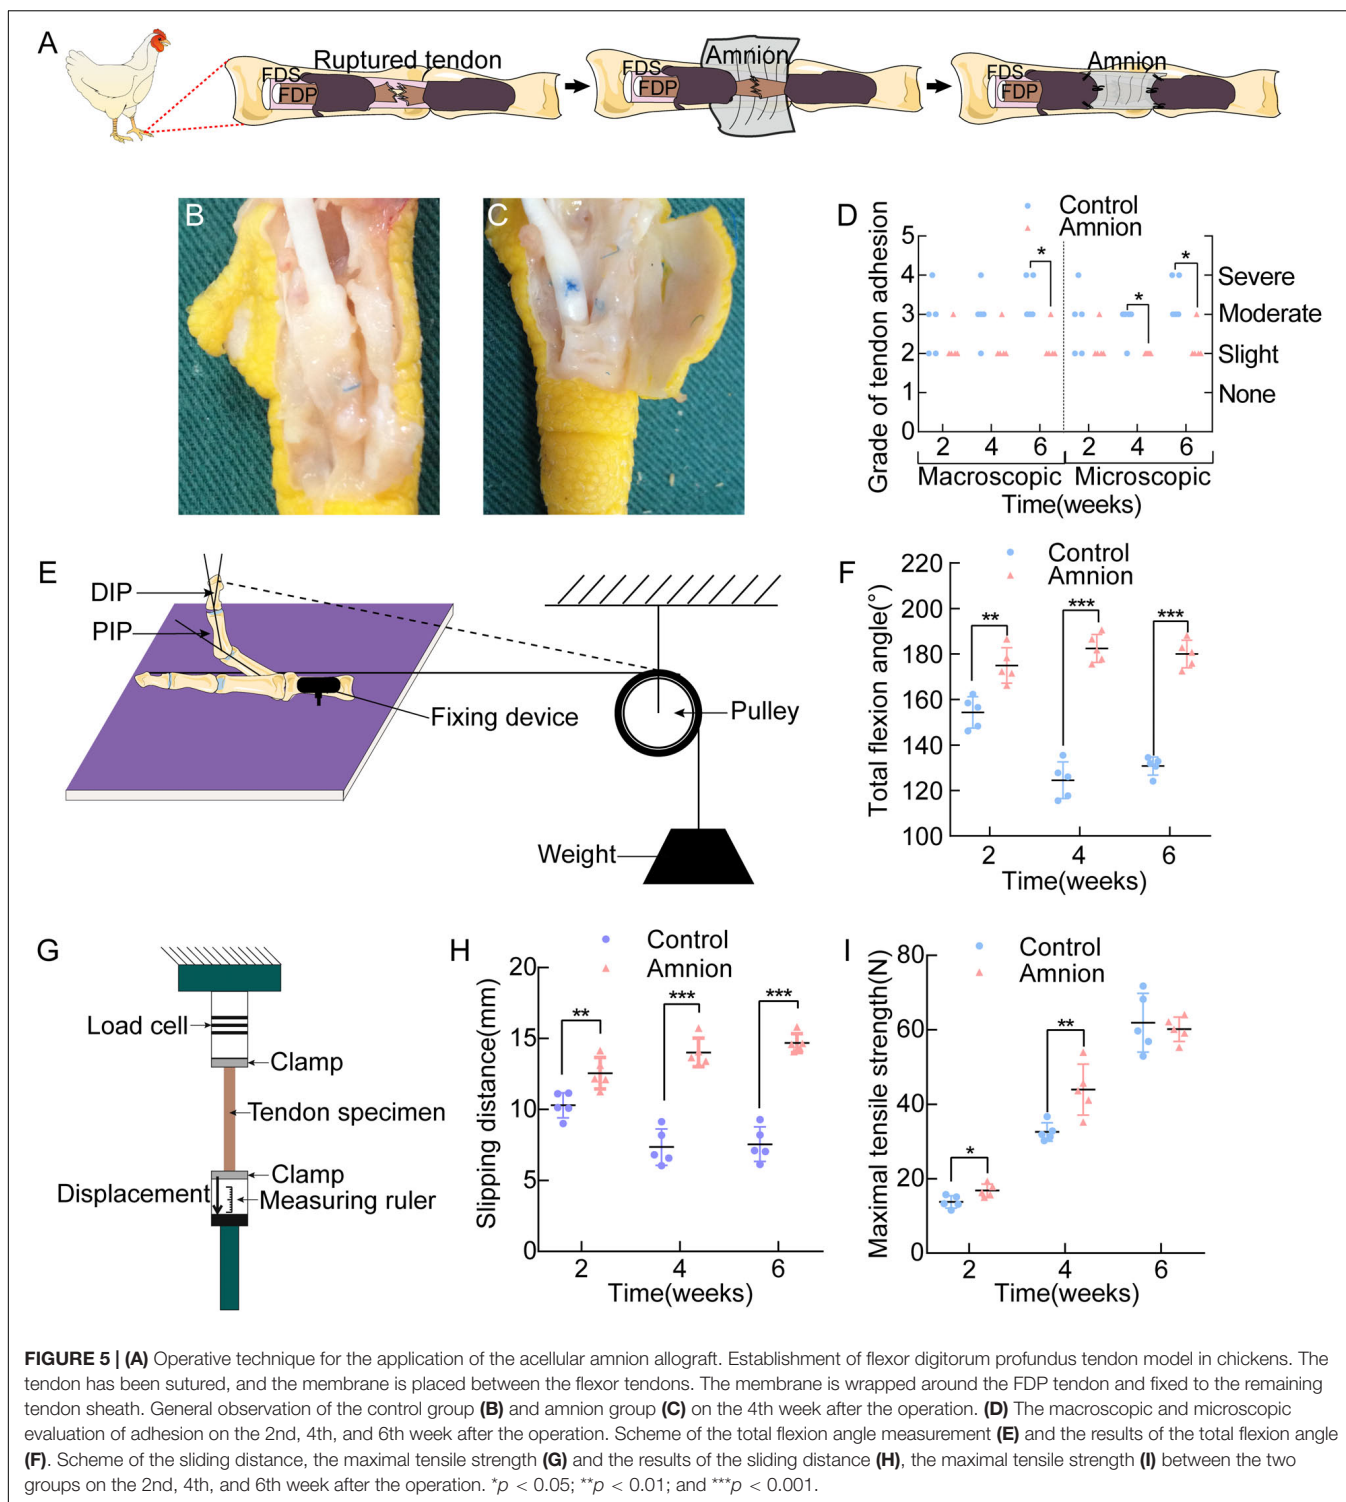 A
Ruptured tendon
FDS
FDP
Amnion
FDS
FDP
Amnion
FDS
FDP
B
C
D
Control
Amnion
Grade of tendon adhesion
5
4
3
2
1
0
*
*
*
Severe
Moderate
Slight
None
2 4 6 2 4 6
Macroscopic Microscopic
Time(weeks)
E
DIP
PIP
Fixing device
Pulley
Weight
F
Control
Amnion
Total flexion angle(°)
220
200
180
160
140
120
100
**
***
***
2 4 6
Time(weeks)
G
Load cell
Clamp
Tendon specimen
Clamp
Displacement
Measuring ruler
H
Control
Amnion
Slipping distance(mm)
20
15
10
5
0
**
***
***
2 4 6
Time(weeks)
I
Control
Amnion
Maximal tensile strength(N)
80
60
40
20
0
*
**
2 4 6
Time(weeks)
FIGURE 5 | (A) Operative technique for the application of the acellular amnion allograft. Establishment of flexor digitorum profundus tendon model in chickens. The
tendon has been sutured, and the membrane is placed between the flexor tendons. The membrane is wrapped around the FDP tendon and fixed to the remaining
tendon sheath. General observation of the control group (B) and amnion group (C) on the 4th week after the operation. (D) The macroscopic and microscopic
evaluation of adhesion on the 2nd, 4th, and 6th week after the operation. Scheme of the total flexion angle measurement (E) and the results of the total flexion angle
(F). Scheme of the sliding distance, the maximal tensile strength (G) and the results of the sliding distance (H), the maximal tensile strength (I) between the two
groups on the 2nd, 4th, and 6th week after the operation. *p < 0.05; **p < 0.01; and ***p < 0.001.